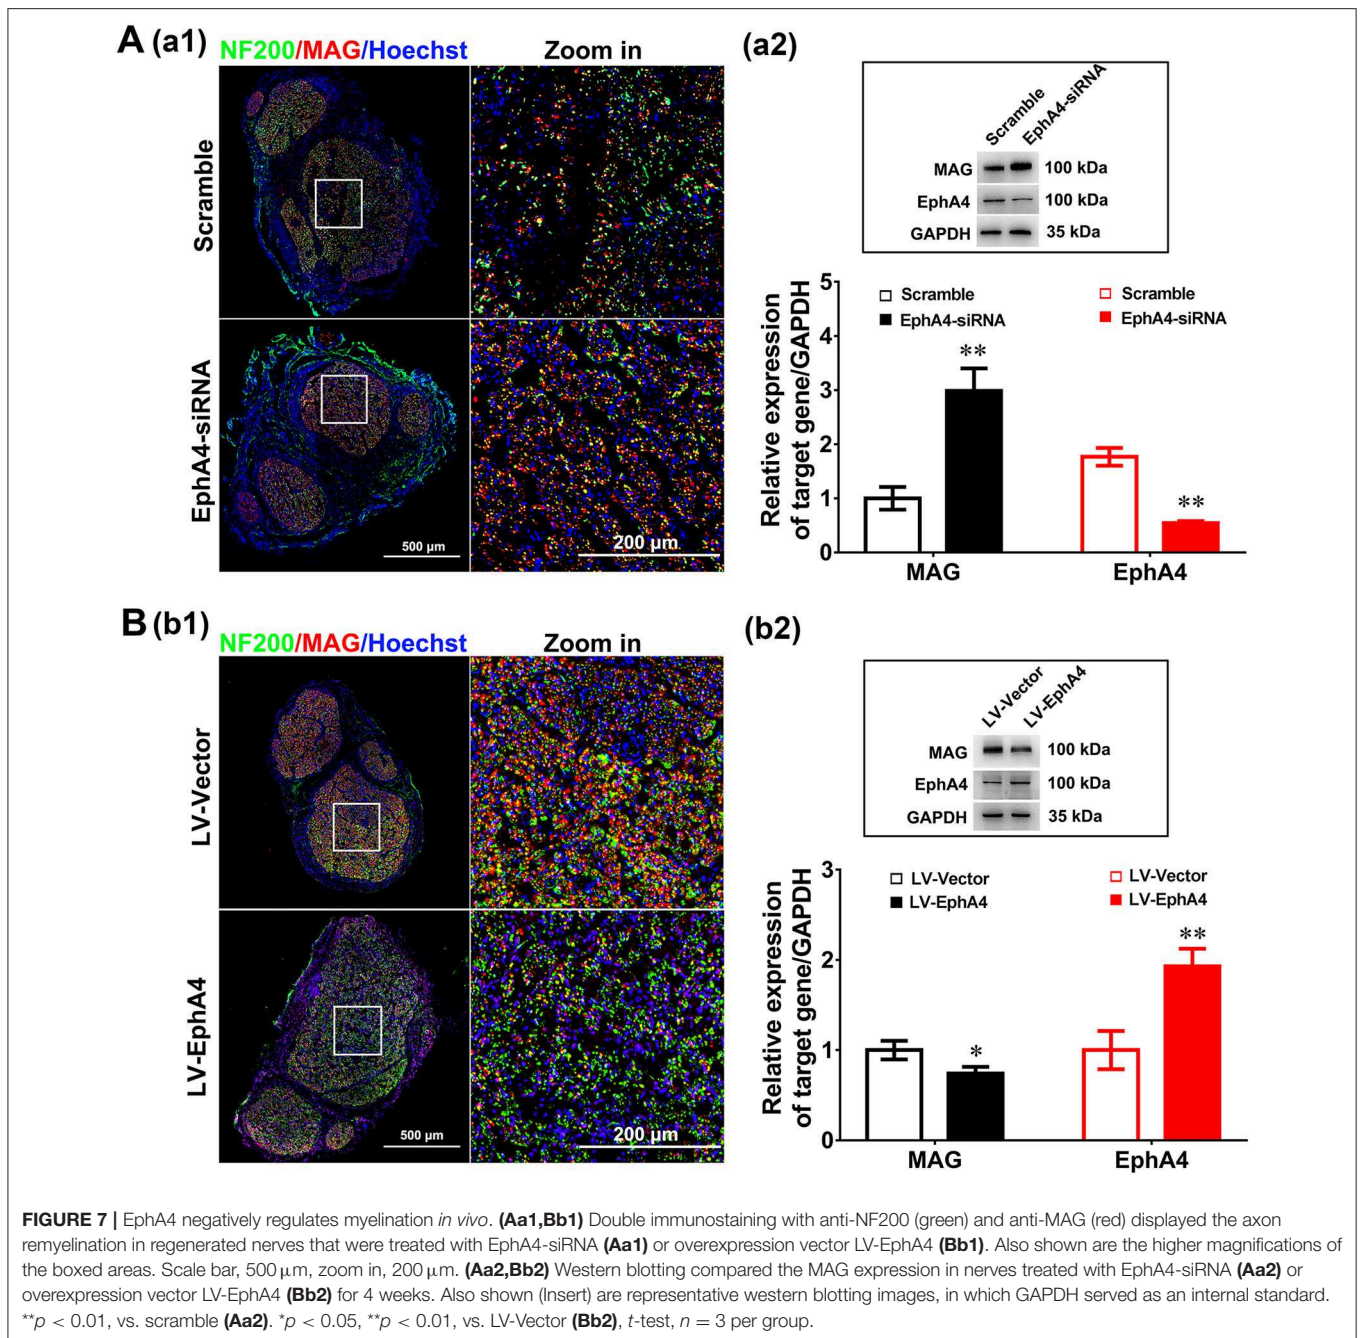 A (a1)
NF200/MAG/Hoechst
Zoom in
Scramble
EphA4-siRNA
500 µm
200 µm
(a2)
Scramble
EphA4-siRNA
MAG
100 kDa
EphA4
100 kDa
GAPDH
35 kDa
Relative expression
of target gene/GAPDH
5
4
3
2
1
0
Scramble
EphA4-siRNA
Scramble
EphA4-siRNA
**
**
MAG
EphA4
B (b1)
NF200/MAG/Hoechst
Zoom in
LV-Vector
LV-EphA4
500 µm
200 µm
(b2)
LV-Vector
LV-EphA4
MAG
100 kDa
EphA4
100 kDa
GAPDH
35 kDa
Relative expression
of target gene/GAPDH
3
2
1
0
LV-Vector
LV-EphA4
LV-Vector
LV-EphA4
*
**
MAG
EphA4
FIGURE 7 | EphA4 negatively regulates myelination in vivo. (Aa1,Bb1) Double immunostaining with anti-NF200 (green) and anti-MAG (red) displayed the axon
remyelination in regenerated nerves that were treated with EphA4-siRNA (Aa1) or overexpression vector LV-EphA4 (Bb1). Also shown are the higher magnifications of
the boxed areas. Scale bar, 500 µm, zoom in, 200 µm. (Aa2,Bb2) Western blotting compared the MAG expression in nerves treated with EphA4-siRNA (Aa2) or
overexpression vector LV-EphA4 (Bb2) for 4 weeks. Also shown (Insert) are representative western blotting images, in which GAPDH served as an internal standard.
**p < 0.01, vs. scramble (Aa2). *p < 0.05, **p < 0.01, vs. LV-Vector (Bb2), t-test, n = 3 per group.